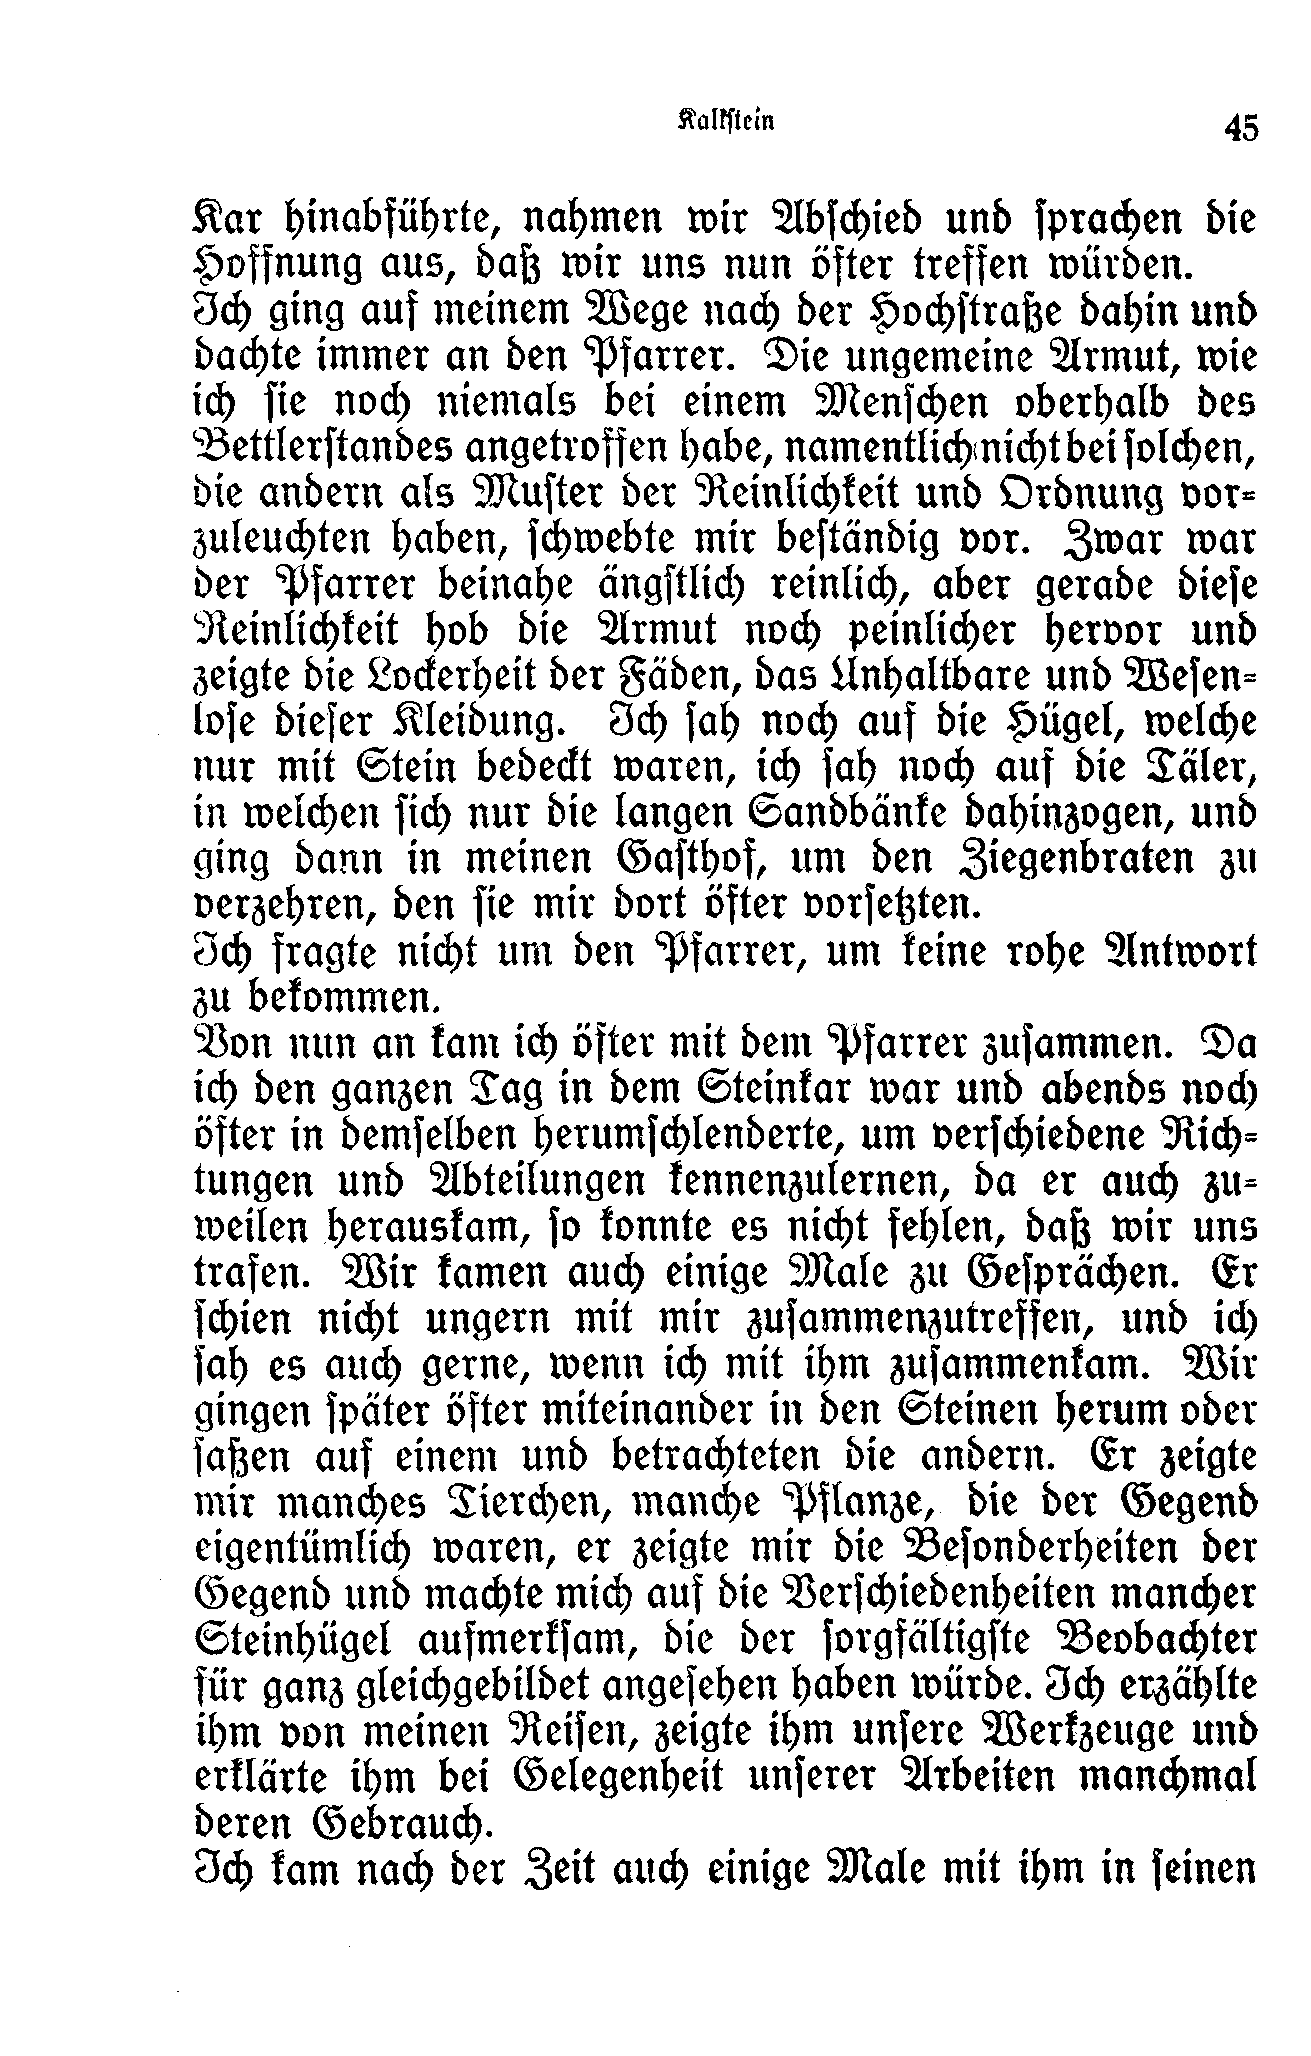 Kalkstein
45
Kar hinabführte, nahmen wir Abschied und sprachen die
Hoffnung aus, daß wir uns nun öfter treffen würden.
Ich ging auf meinem Wege nach der Hochstraße dahin und
dachte immer an den Pfarrer. Die ungemeine Armut, wie
ich sie noch niemals bei einem Menschen oberhalb des
Bettlerstandes angetroffen habe, namentlich nicht bei solchen,
die andern als Muster der Reinlichkeit und Ordnung vor-
zuleuchten haben, schwebte mir beständig vor. Zwar war
der Pfarrer beinahe ängstlich reinlich, aber gerade diese
Reinlichkeit hob die Armut noch peinlicher hervor und
zeigte die Lockerheit der Fäden, das Unhaltbare und Wesen-
lose dieser Kleidung. Ich sah noch auf die Hügel, welche
nur mit Stein bedeckt waren, ich sah noch auf die Täler,
in welchen sich nur die langen Sandbänke dahinzogen, und
ging dann in meinen Gasthof, um den Ziegenbraten zu
verzehren, den sie mir dort öfter vorsetzten.
Ich fragte nicht um den Pfarrer, um keine rohe Antwort
zu bekommen.
Von nun an kam ich öfter mit dem Pfarrer zusammen. Da
ich den ganzen Tag in dem Steinkar war und abends noch
öfter in demselben herumschlenderte, um verschiedene Rich-
tungen und Abteilungen kennenzulernen, da er auch zu-
weilen herauskam, so konnte es nicht fehlen, daß wir uns
trafen. Wir kamen auch einige Male zu Gesprächen. Er
schien nicht ungern mit mir zusammenzutreffen, und ich
sah es auch gerne, wenn ich mit ihm zusammenkam. Wir
gingen später öfter miteinander in den Steinen herum oder
saßen auf einem und betrachteten die andern. Er zeigte
mir manches Tierchen, manche Pflanze, die der Gegend
eigentümlich waren, er zeigte mir die Besonderheiten der
Gegend und machte mich auf die Verschiedenheiten mancher
Steinhügel aufmerksam, die der sorgfältigste Beobachter
für ganz gleichgebildet angesehen haben würde. Ich erzählte
ihm von meinen Reisen, zeigte ihm unsere Werkzeuge und
erklärte ihm bei Gelegenheit unserer Arbeiten manchmal
deren Gebrauch.
Ich kam nach der Zeit auch einige Male mit ihm in seinen